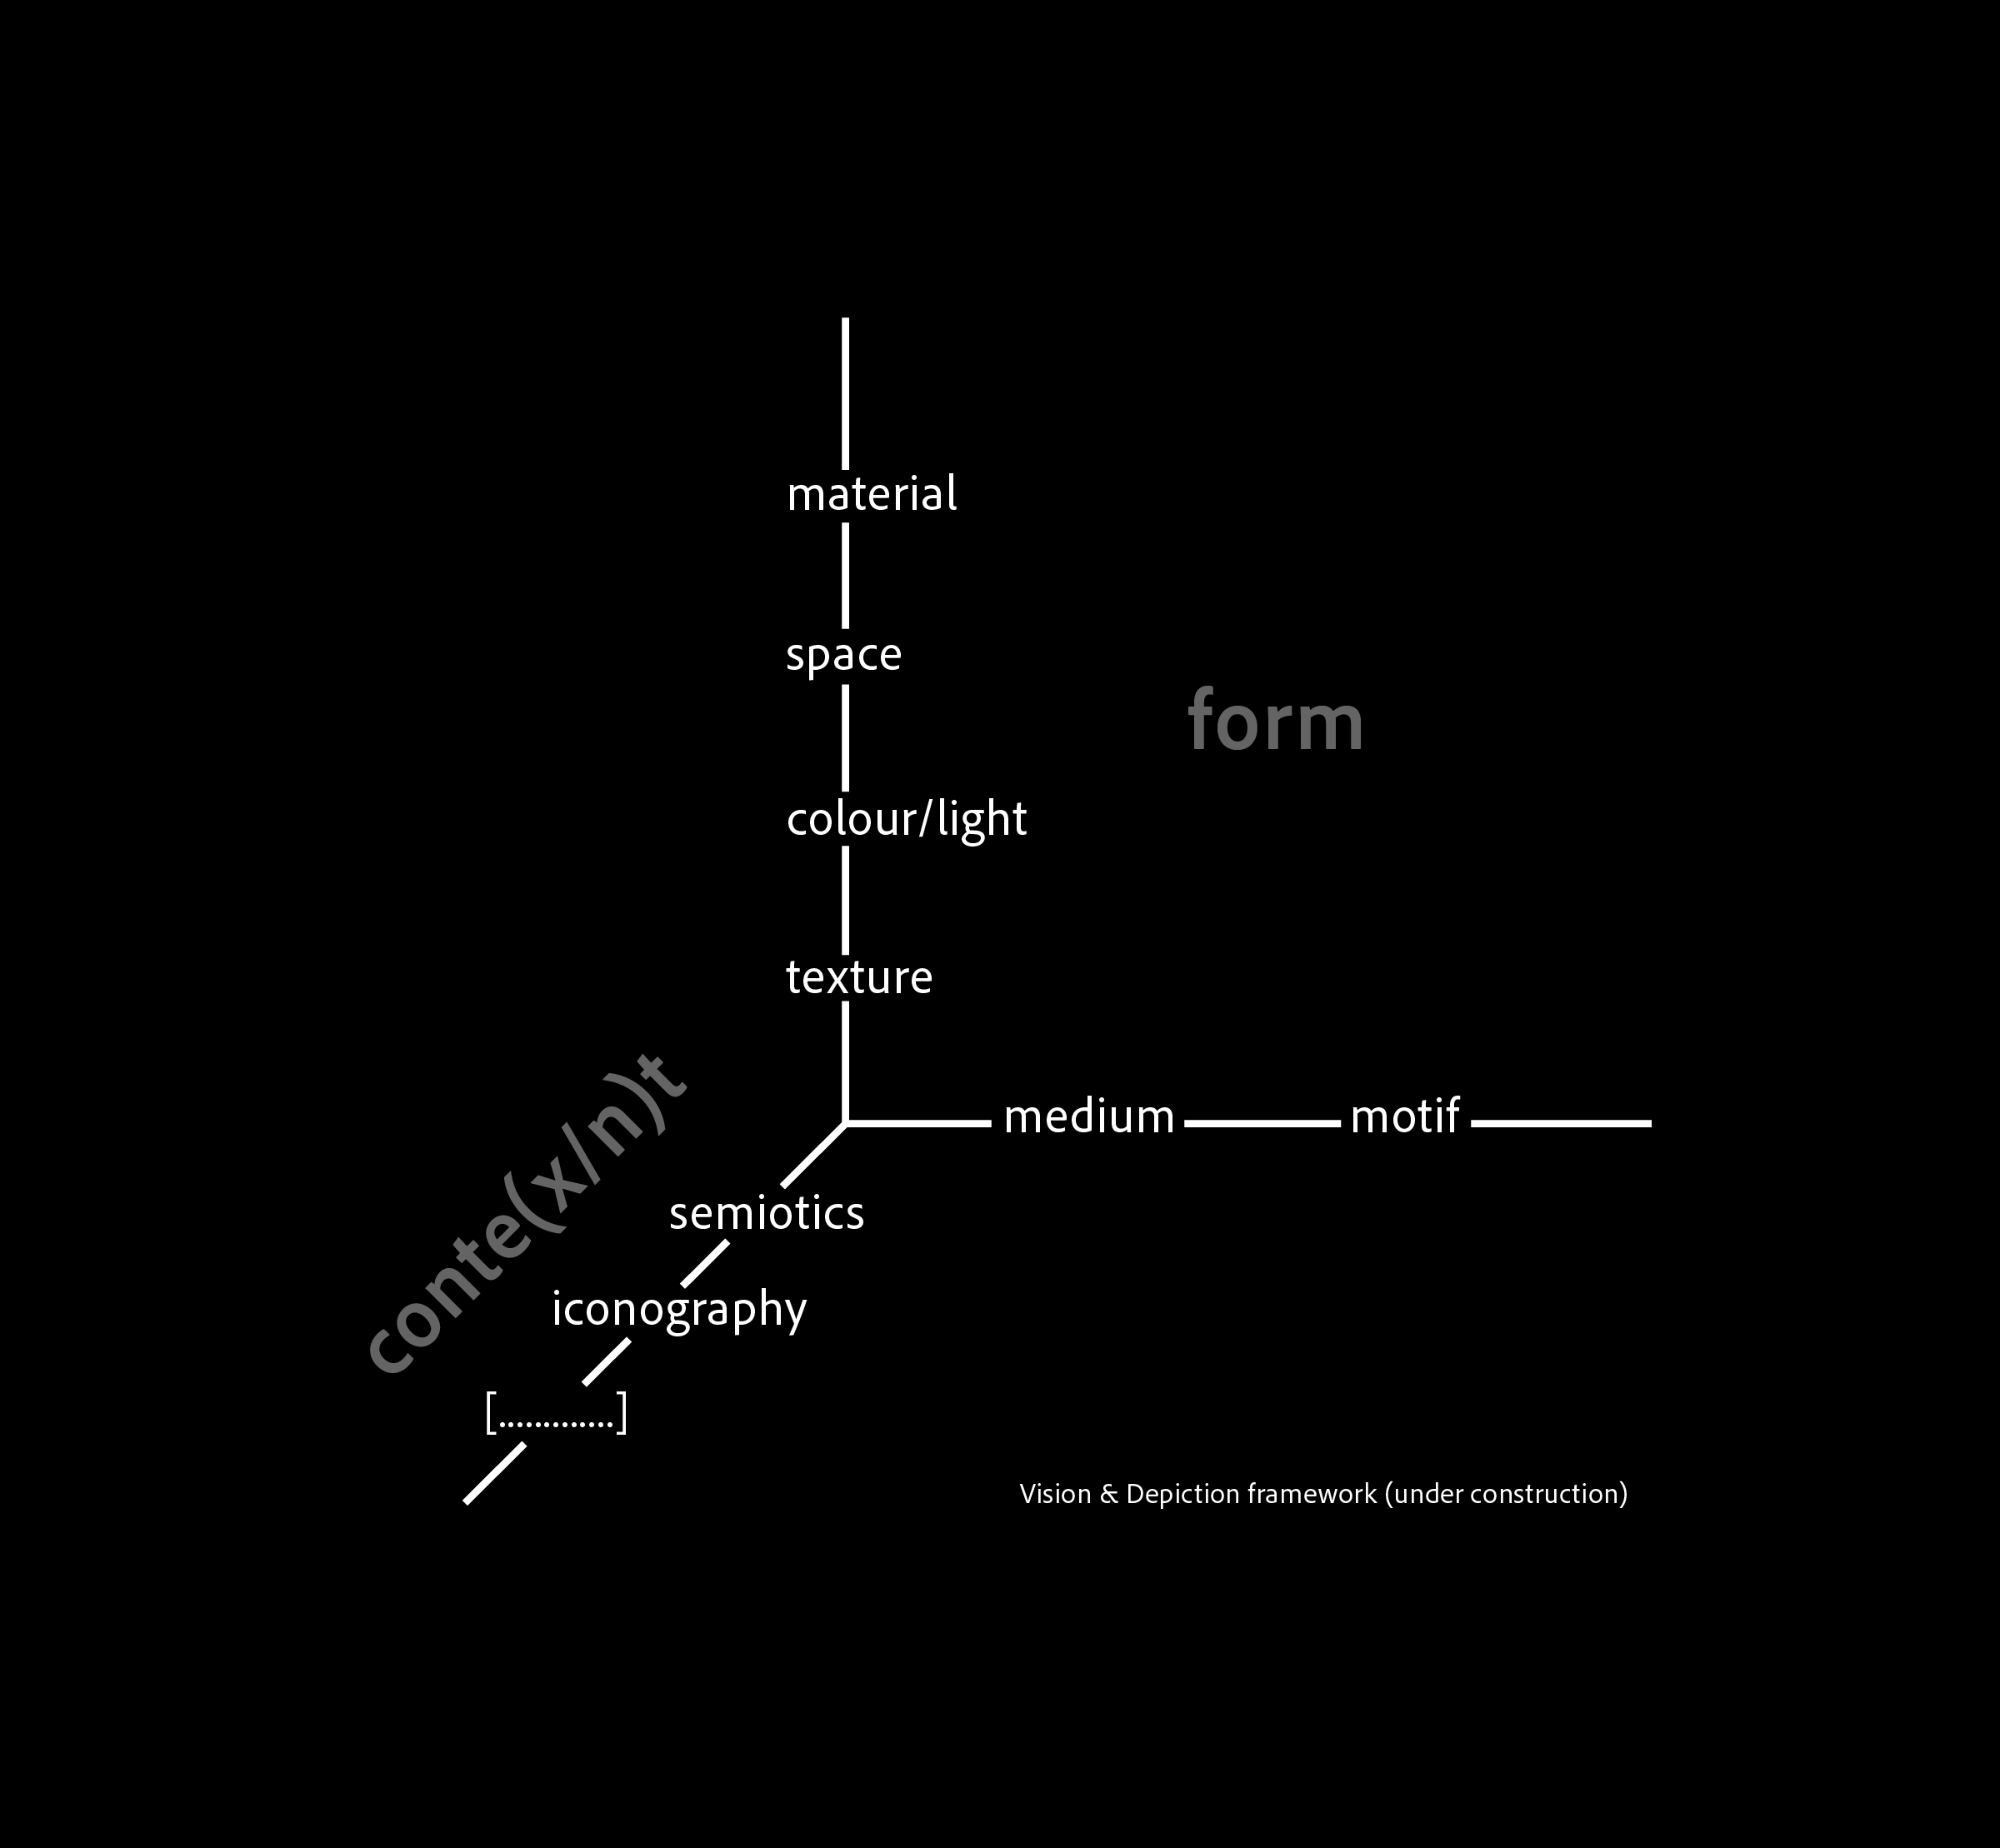 material
space
form
colour/light
texture
conte(x/n)t
medium
motif
semiotics
iconography
[.............]
Vision & Depiction framework (under construction)